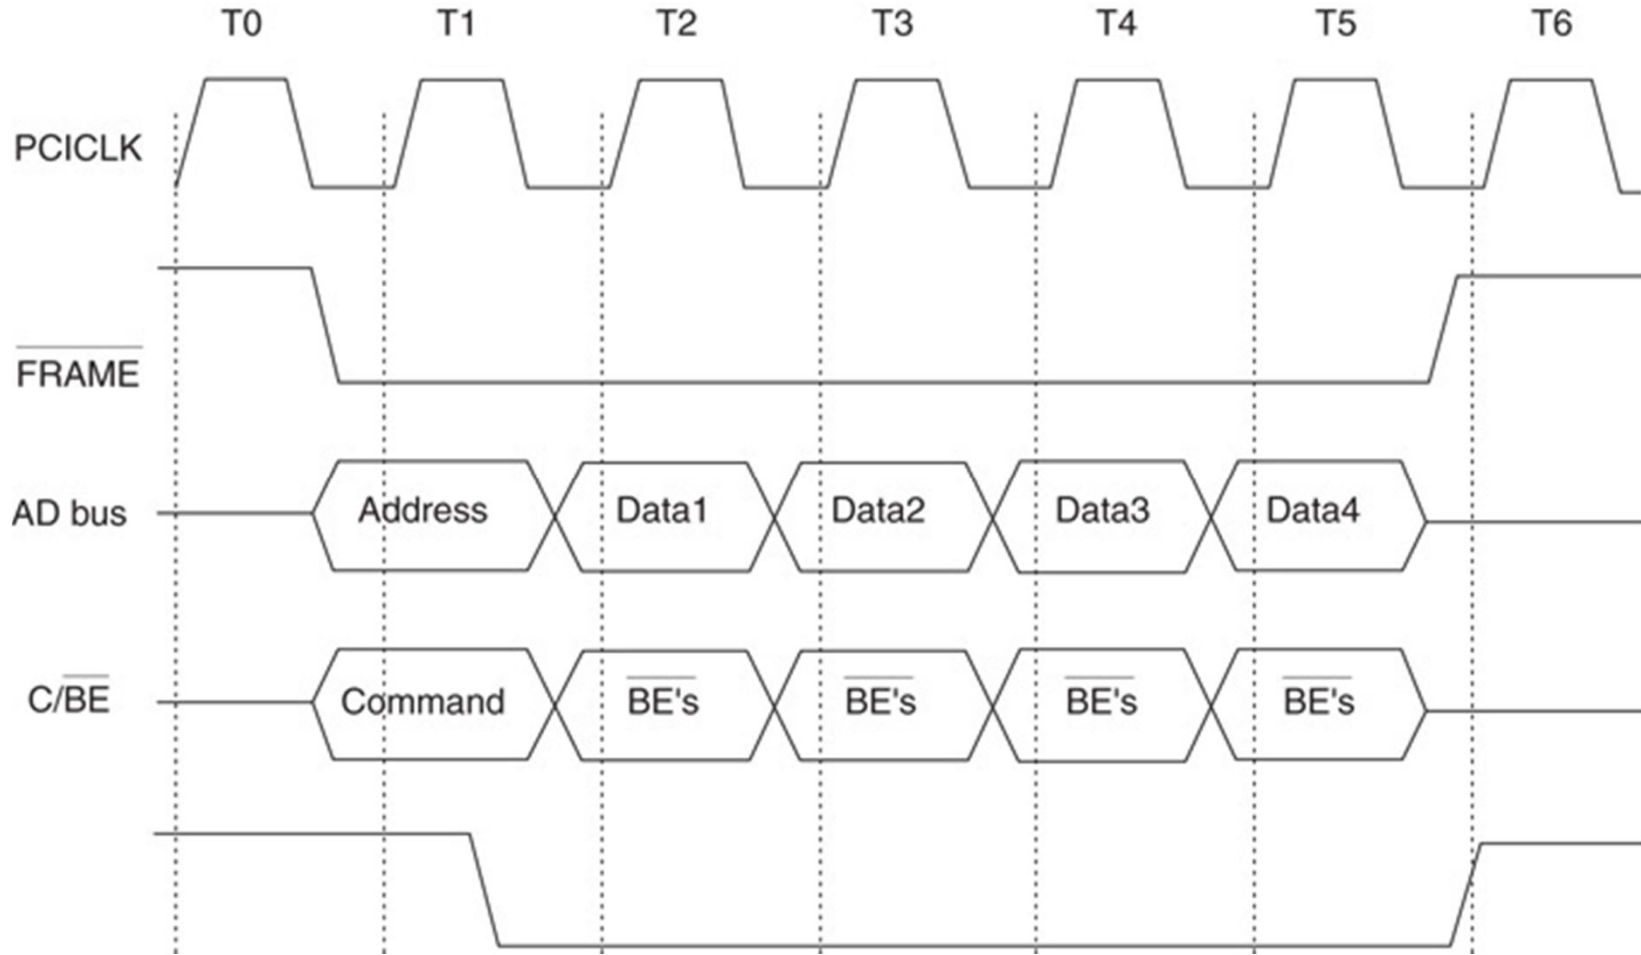 T0 T1 T2 T3 T4 T5 T6
PCICLK
FRAME
AD bus Address Data1 Data2 Data3 Data4
C/BE Command BE's BE's BE's BE's